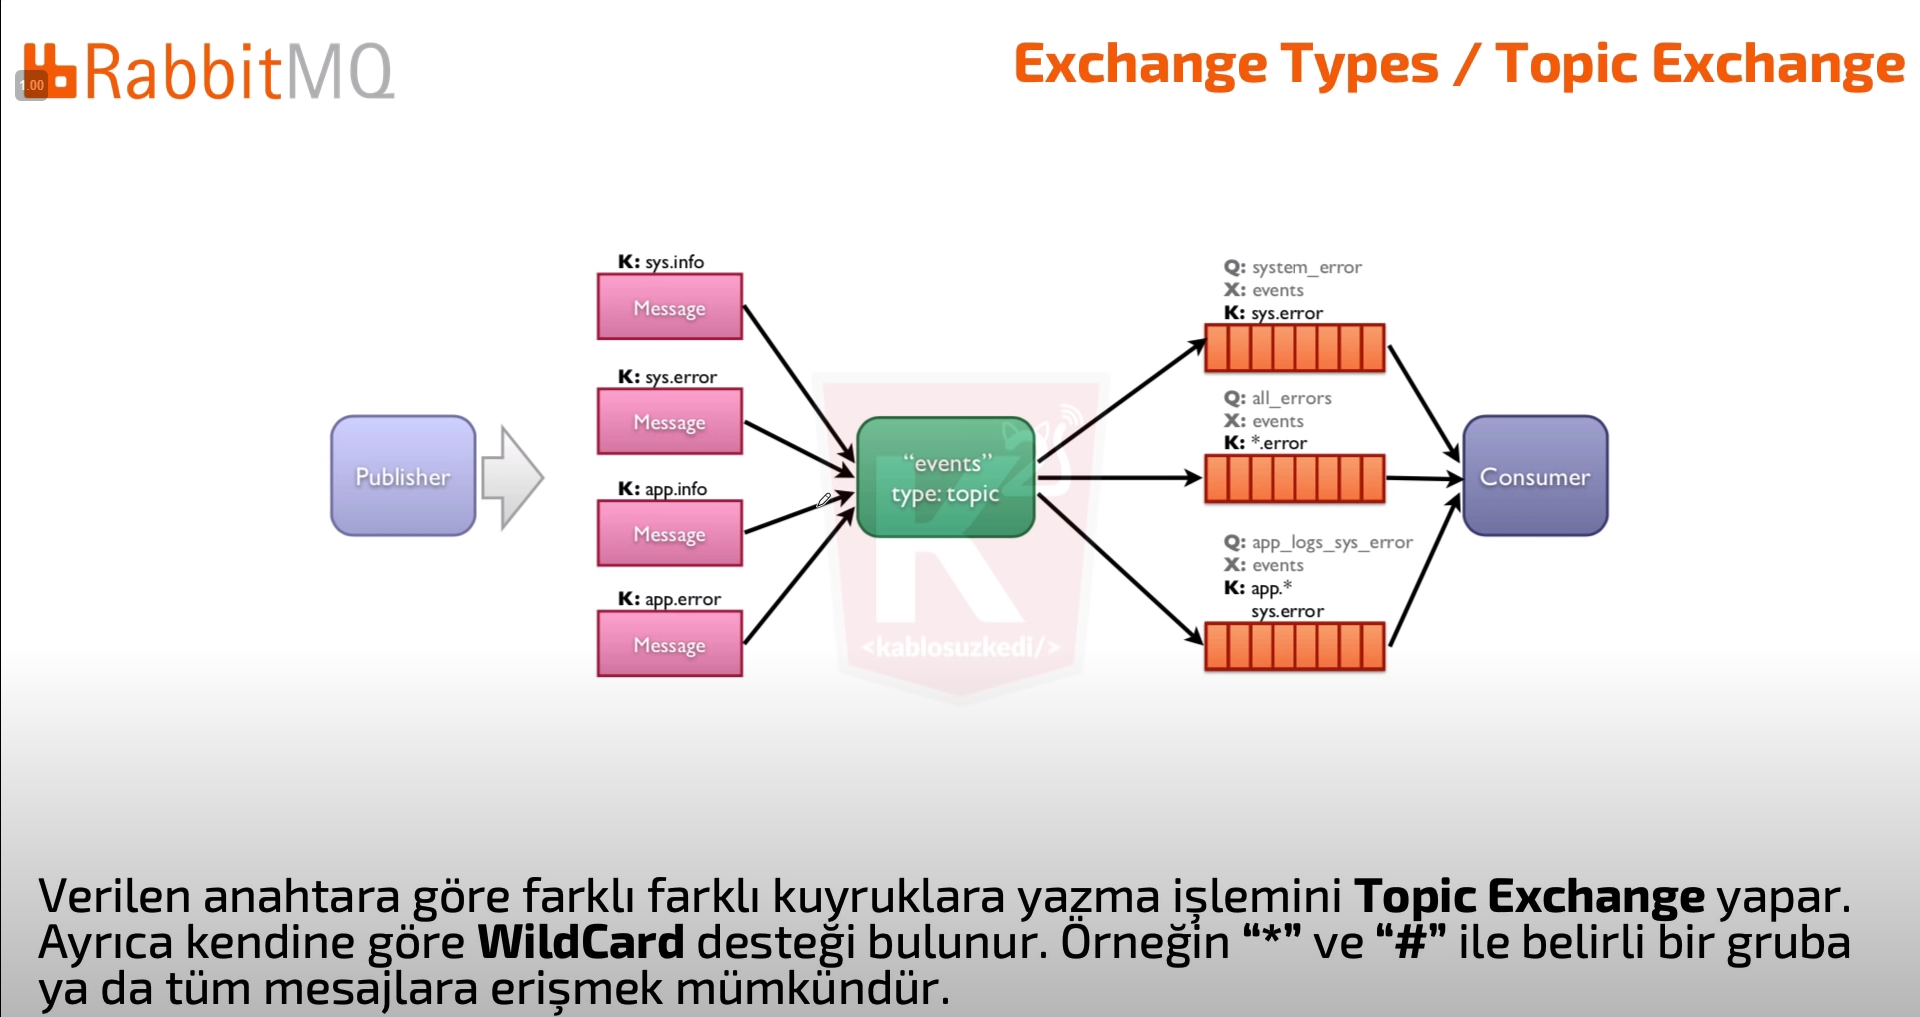 RabbitMQ
1.00
Exchange Types / Topic Exchange
K: sys.info
Message
K: sys.error
Message
K: app.info
Message
K: app.error
Message
Publisher
“events”
type: topic
Q: system_error
X: events
K: sys.error
Q: all_errors
X: events
K: *.error
Q: app_logs_sys_error
X: events
K: app.*
sys.error
Consumer
K
<kablosuzkedi/>
Verilen anahtara göre farklı farklı kuyruklara yazma işlemini Topic Exchange yapar.
Ayrıca kendine göre WildCard desteği bulunur. Örneğin “*” ve “#” ile belirli bir gruba
ya da tüm mesajlara erişmek mümkündür.